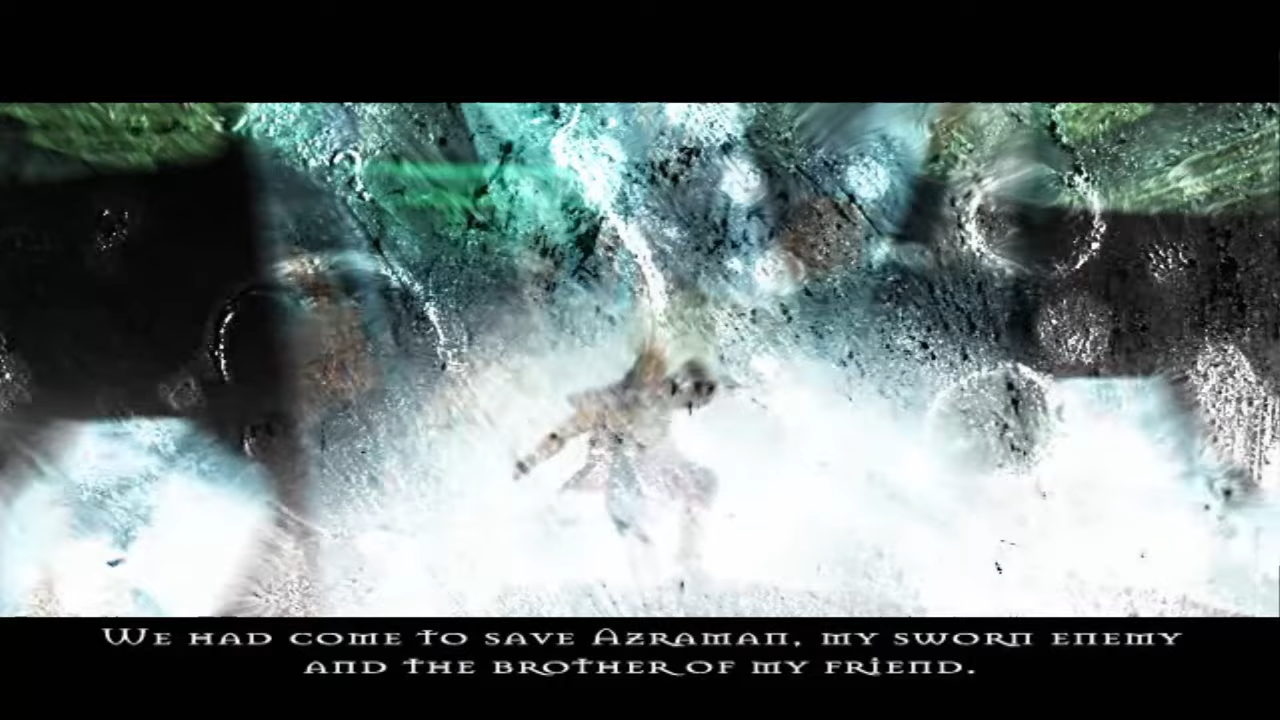 We had come to save Azraman, my sworn enemy
and the brother of my friend.